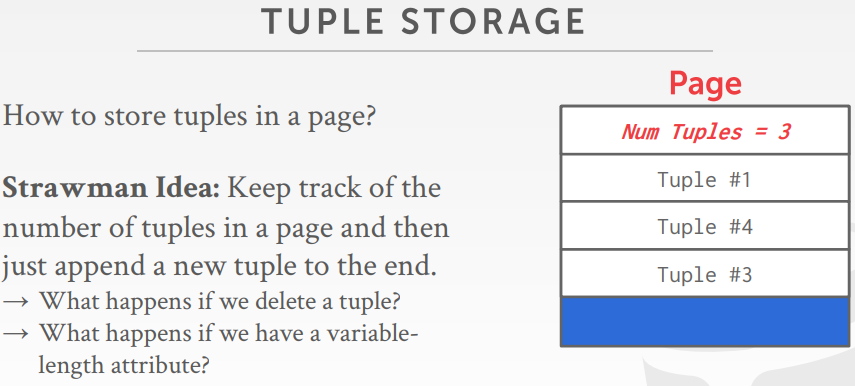 TUPLE STORAGE
How to store tuples in a page?
Strawman Idea: Keep track of the
number of tuples in a page and then
just append a new tuple to the end.
→ What happens if we delete a tuple?
→ What happens if we have a variable-
length attribute?
Page
Num Tuples = 3
Tuple #1
Tuple #4
Tuple #3